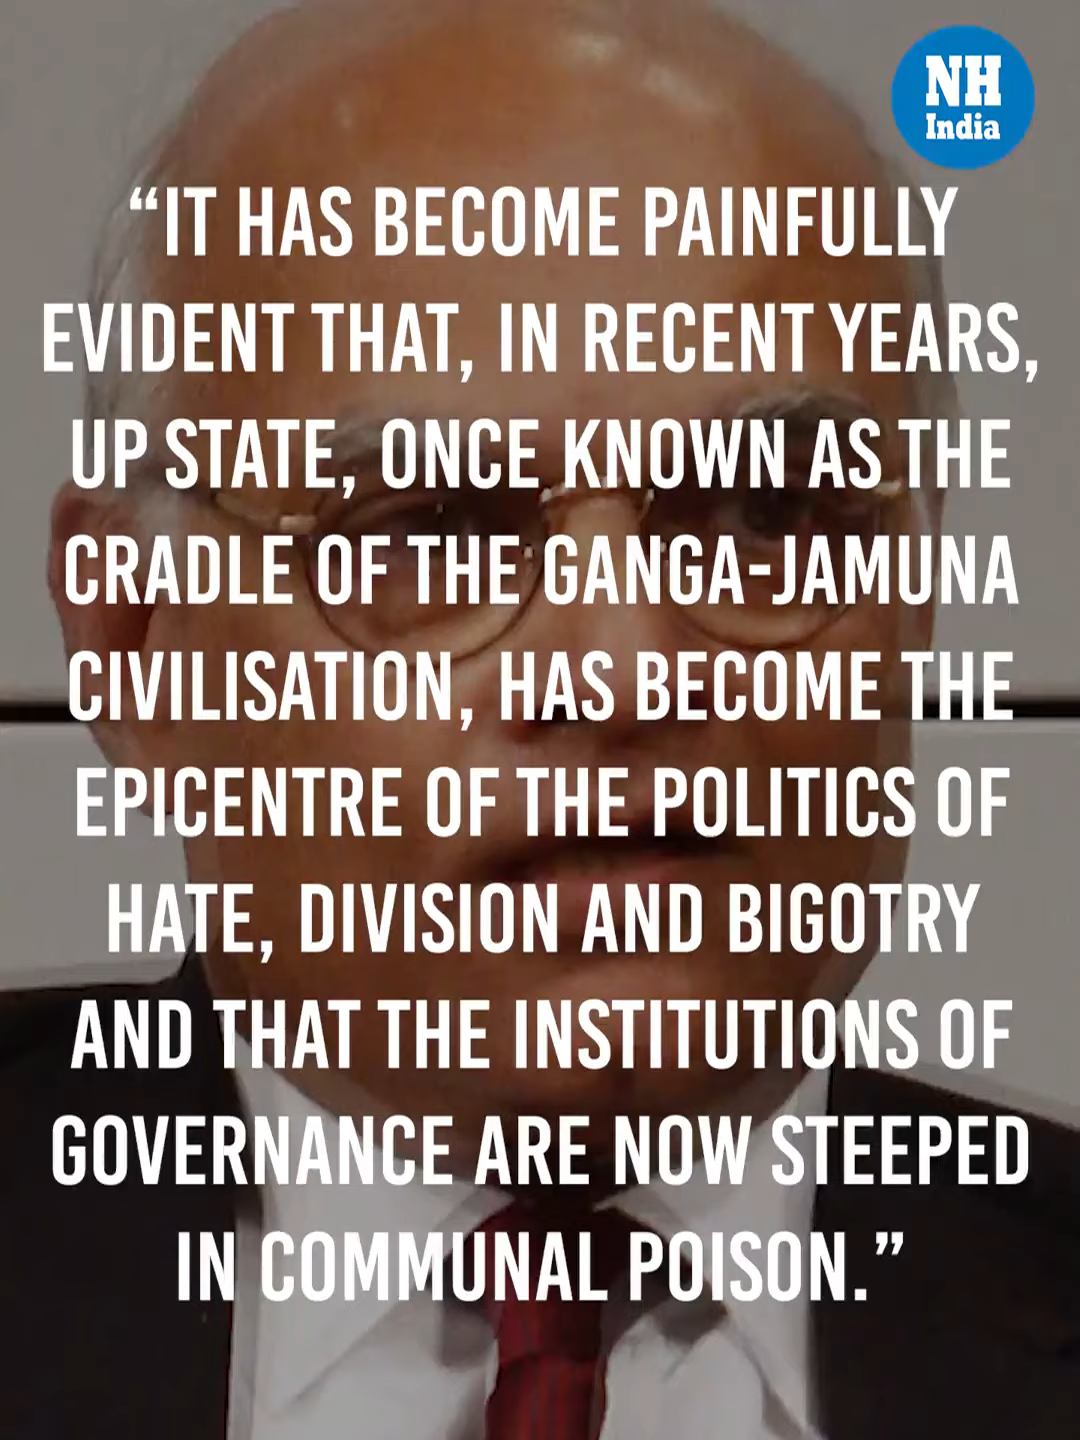 NH
India
“IT HAS BECOME PAINFULLY
EVIDENT THAT, IN RECENT YEARS,
UP STATE, ONCE KNOWN AS THE
CRADLE OF THE GANGA-JAMUNA
CIVILISATION, HAS BECOME THE
EPICENTRE OF THE POLITICS OF
HATE, DIVISION AND BIGOTRY
AND THAT THE INSTITUTIONS OF
GOVERNANCE ARE NOW STEEPED
IN COMMUNAL POISON.”